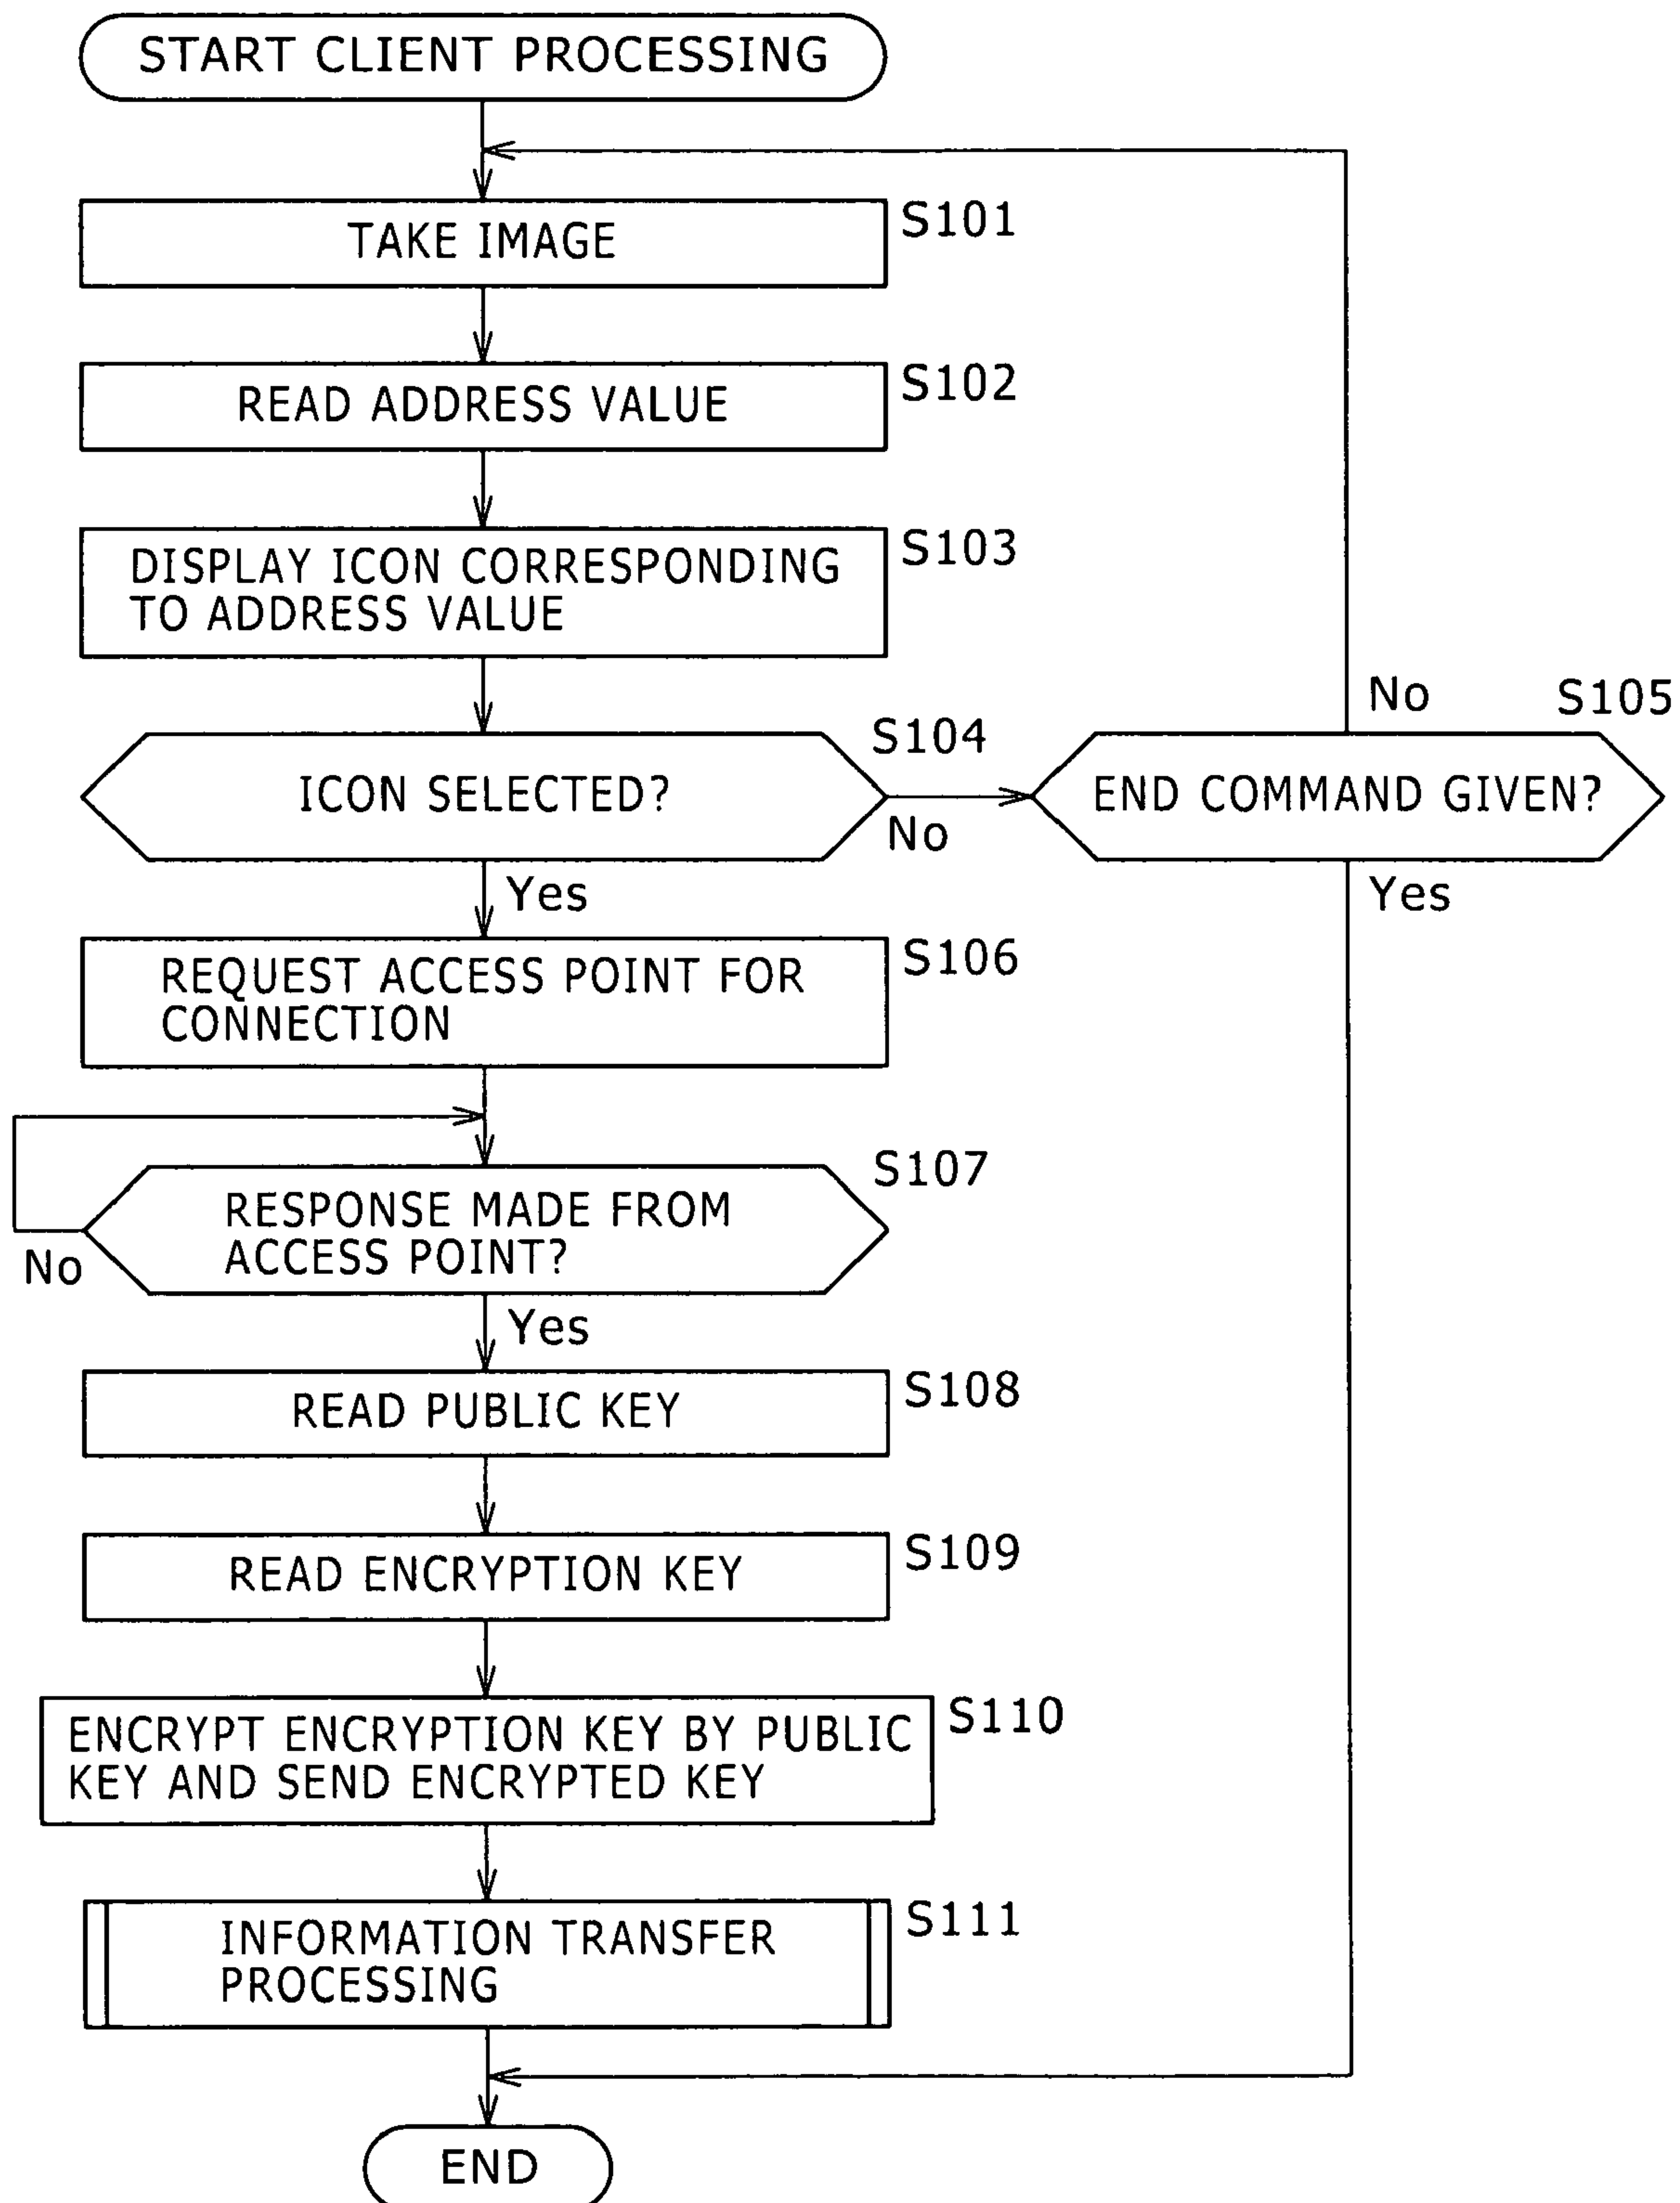 START CLIENT PROCESSING
TAKE IMAGE
S101
READ ADDRESS VALUE
S102
DISPLAY ICON CORRESPONDING
TO ADDRESS VALUE
S103
ICON SELECTED?
S104
No
Yes
END COMMAND GIVEN?
S105
No
Yes
REQUEST ACCESS POINT FOR
CONNECTION
S106
RESPONSE MADE FROM
ACCESS POINT?
S107
No
Yes
READ PUBLIC KEY
S108
READ ENCRYPTION KEY
S109
ENCRYPT ENCRYPTION KEY BY PUBLIC
KEY AND SEND ENCRYPTED KEY
S110
INFORMATION TRANSFER
PROCESSING
S111
END